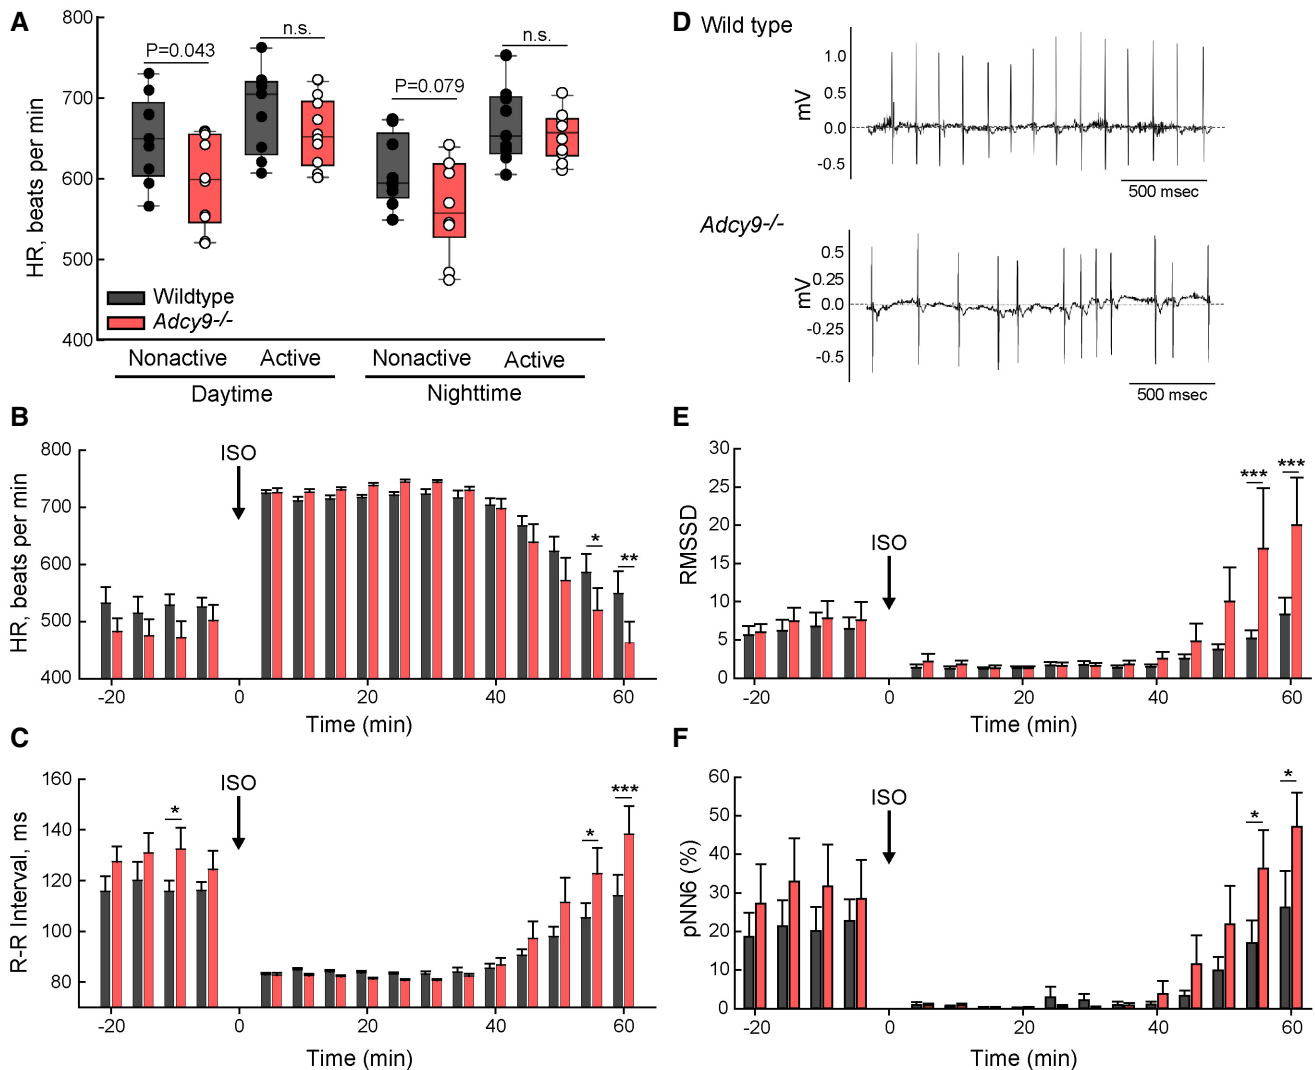 A
800
700
600
500
400
HR, beats per min
P=0.043
n.s.
P=0.079
n.s.
Wildtype
Adcy9-/-
Nonactive Active Nonactive Active
Daytime Nighttime
D Wild type
1.0
0.5
0.0
-0.5
mV
500 msec
Adcy9-/-
0.5
0.25
0.0
-0.25
-0.5
mV
500 msec
B
800
700
600
500
400
HR, beats per min
ISO
*
**
-20 0 20 40 60
Time (min)
E
30
25
20
15
10
5
0
RMSSD
ISO
***
***
-20 0 20 40 60
Time (min)
C
160
140
120
100
80
R-R Interval, ms
*
ISO
*
***
-20 0 20 40 60
Time (min)
F
60
50
40
30
20
10
0
pNN6 (%)
ISO
*
*
-20 0 20 40 60
Time (min)